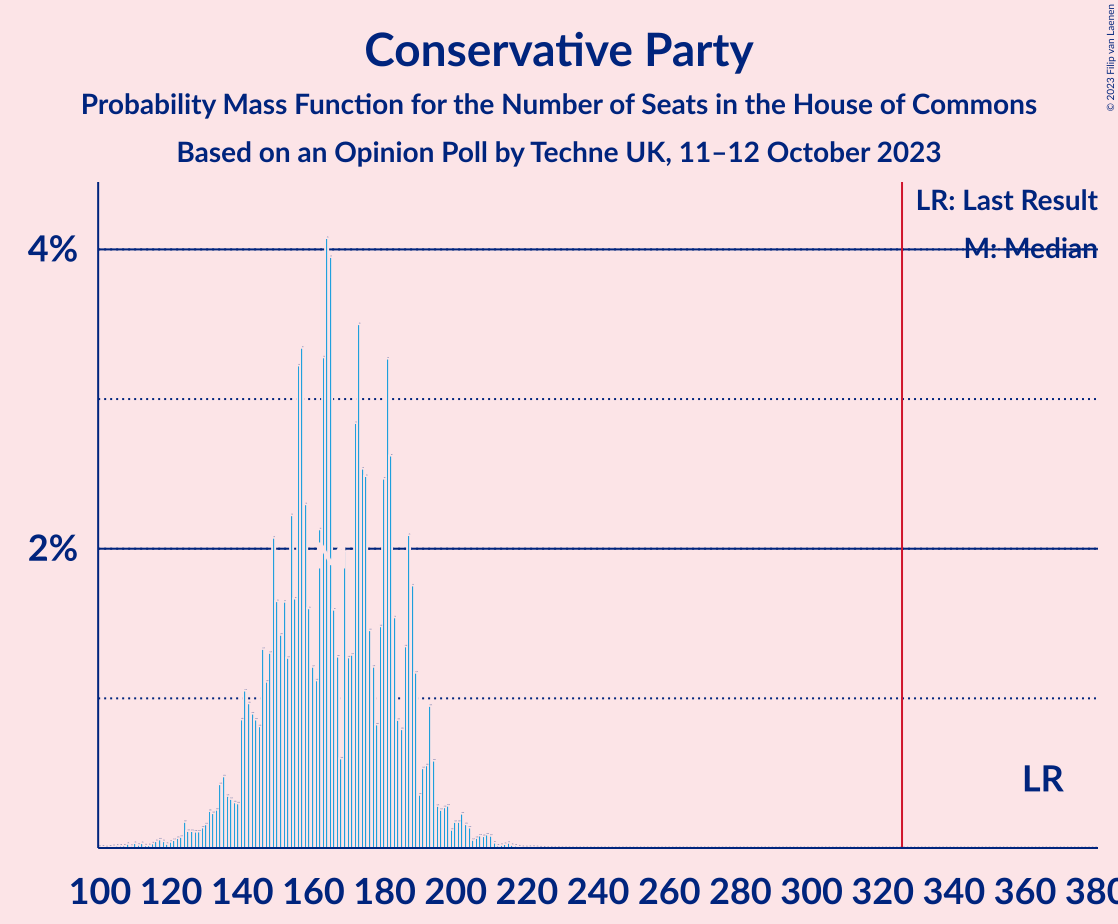 Conservative Party
Probability Mass Function for the Number of Seats in the House of Commons
Based on an Opinion Poll by Techne UK, 11–12 October 2023
© 2023 Filip van Laenen
LR: Last Result
M: Median
4%
2%
LR
100 120 140 160 180 200 220 240 260 280 300 320 340 360 380